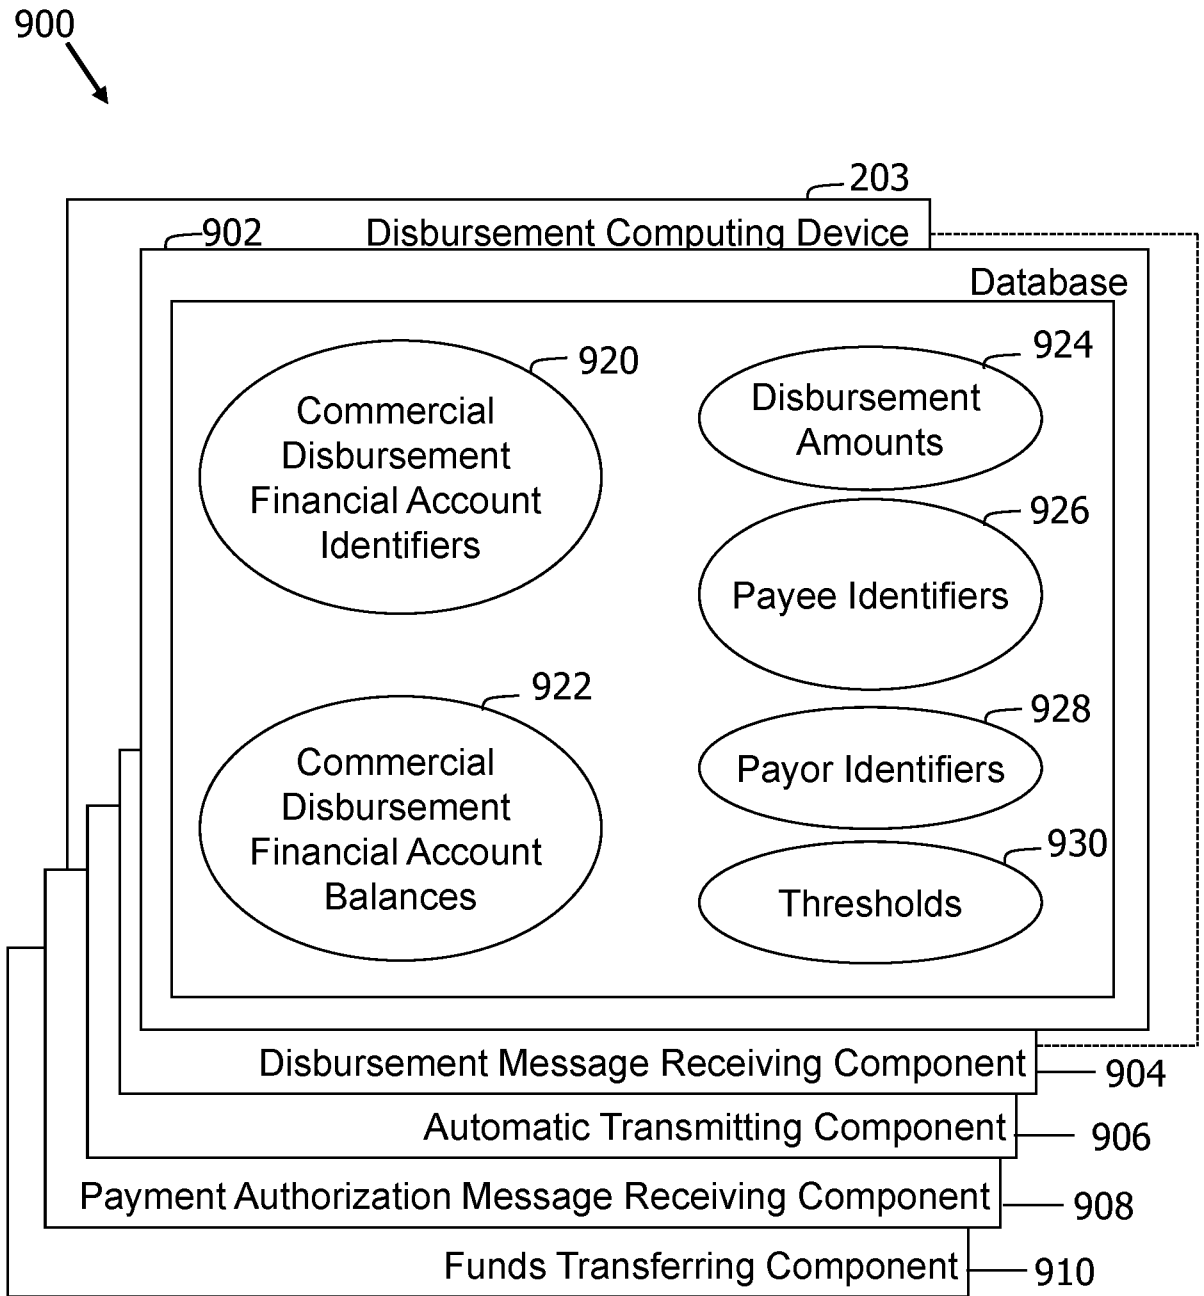 900
203
902
Disbursement Computing Device
Database
920
Commercial
Disbursement
Financial Account
Identifiers
924
Disbursement
Amounts
926
Payee Identifiers
922
Commercial
Disbursement
Financial Account
Balances
928
Payor Identifiers
930
Thresholds
Disbursement Message Receiving Component
904
Automatic Transmitting Component
906
Payment Authorization Message Receiving Component
908
Funds Transferring Component
910